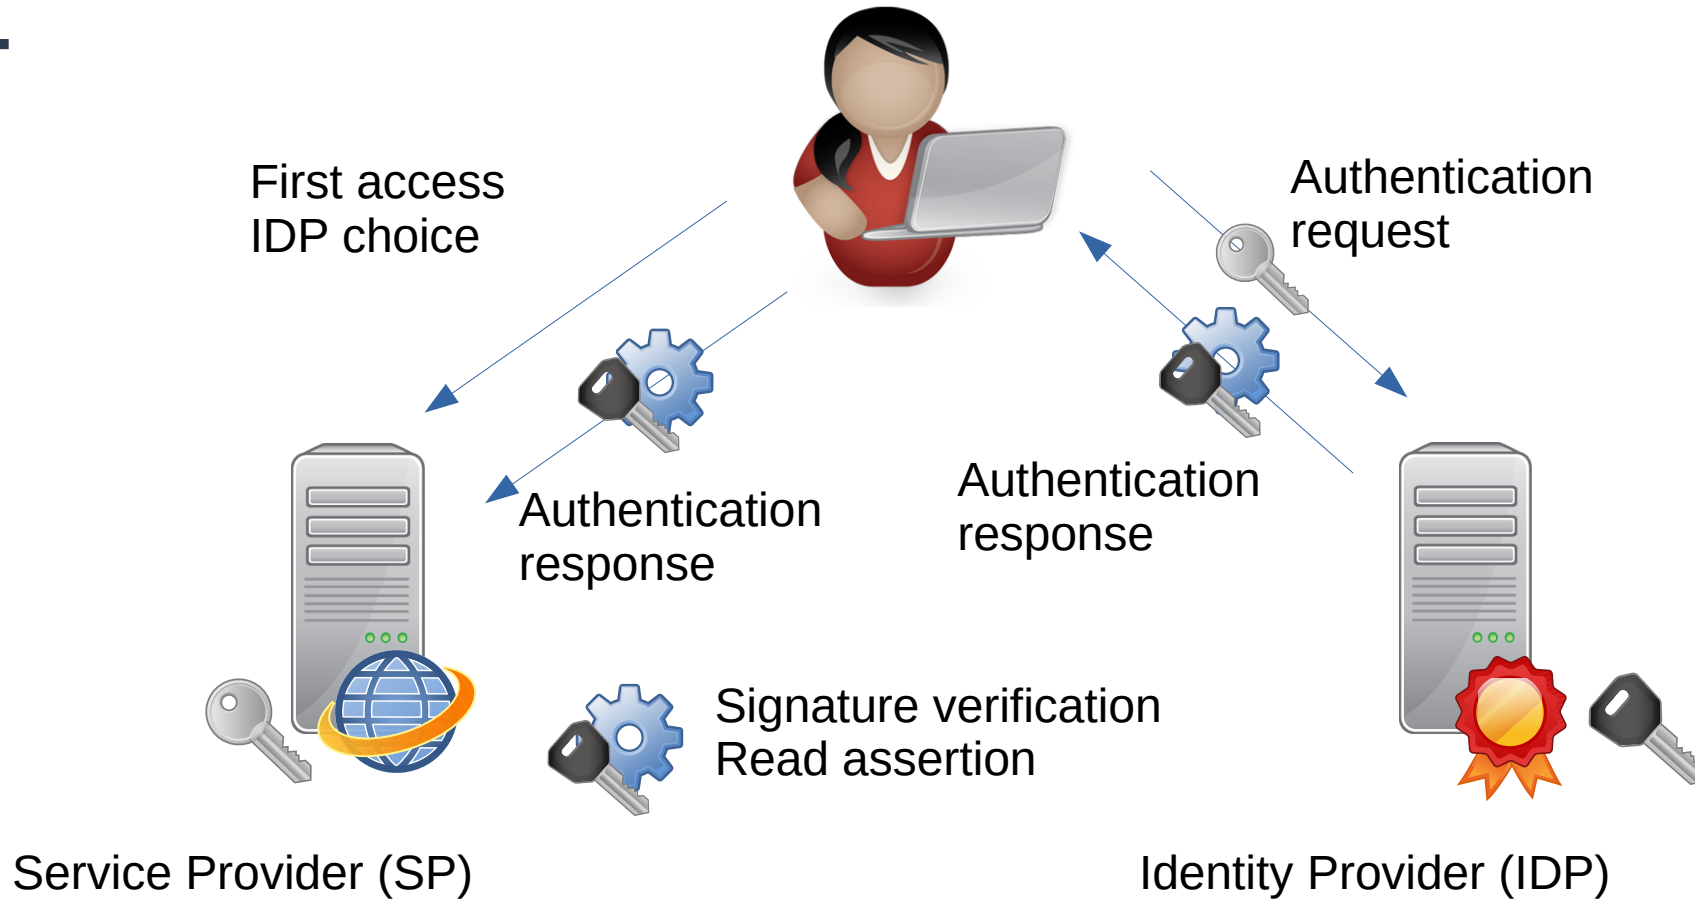 First access
IDP choice
Authentication
request
Authentication
response
Authentication
response
Signature verification
Read assertion
Service Provider (SP)
Identity Provider (IDP)